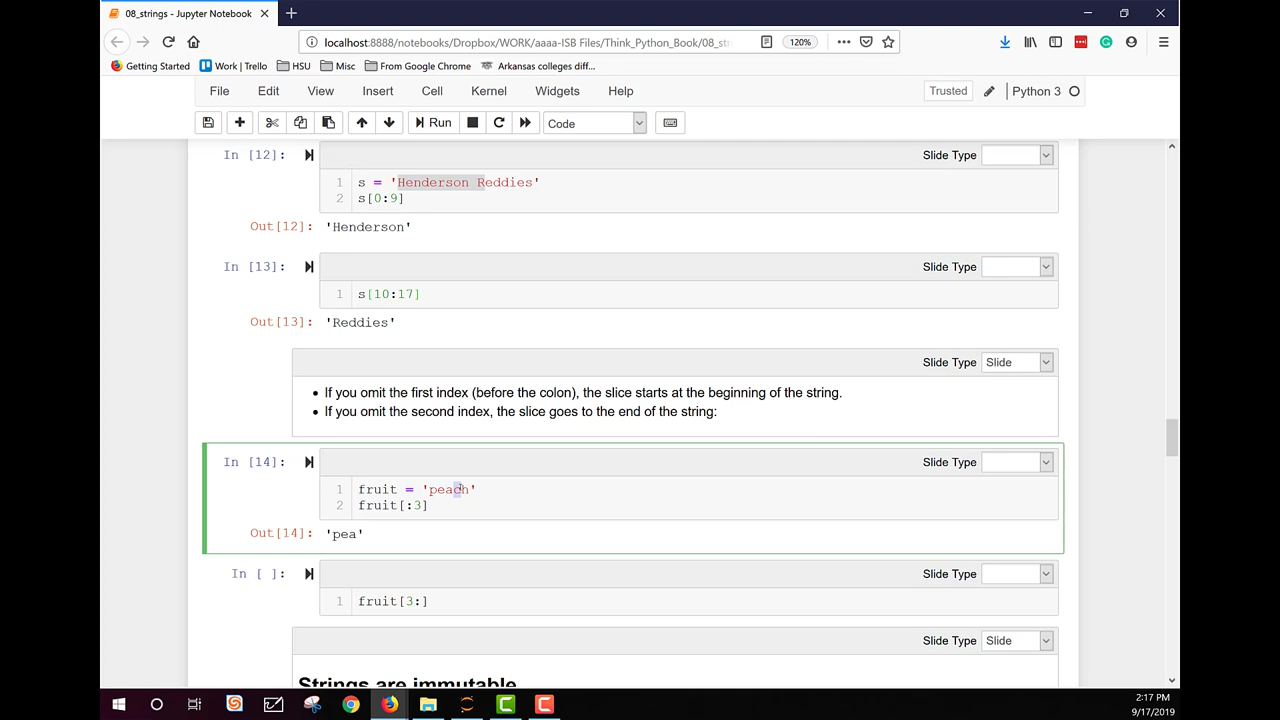 08_strings - Jupyter Notebook
localhost:8888/notebooks/Dropbox/WORK/aaaa-ISB Files/Think_Python_Book/08_str
120%
Getting Started
Work | Trello
HSU
Misc
From Google Chrome
Arkansas colleges diff...
File Edit View Insert Cell Kernel Widgets Help
Trusted
Python 3
Run
Code
In [12]:
Slide Type
1 s = 'Henderson Reddies'
2 s[0:9]
Out[12]: 'Henderson'
In [13]:
Slide Type
1 s[10:17]
Out[13]: 'Reddies'
Slide Type Slide
• If you omit the first index (before the colon), the slice starts at the beginning of the string.
• If you omit the second index, the slice goes to the end of the string:
In [14]:
Slide Type
1 fruit = 'peach'
2 fruit[:3]
Out[14]: 'pea'
In [ ]:
Slide Type
1 fruit[3:]
Slide Type Slide
Strings are immutable
2:17 PM
9/17/2019